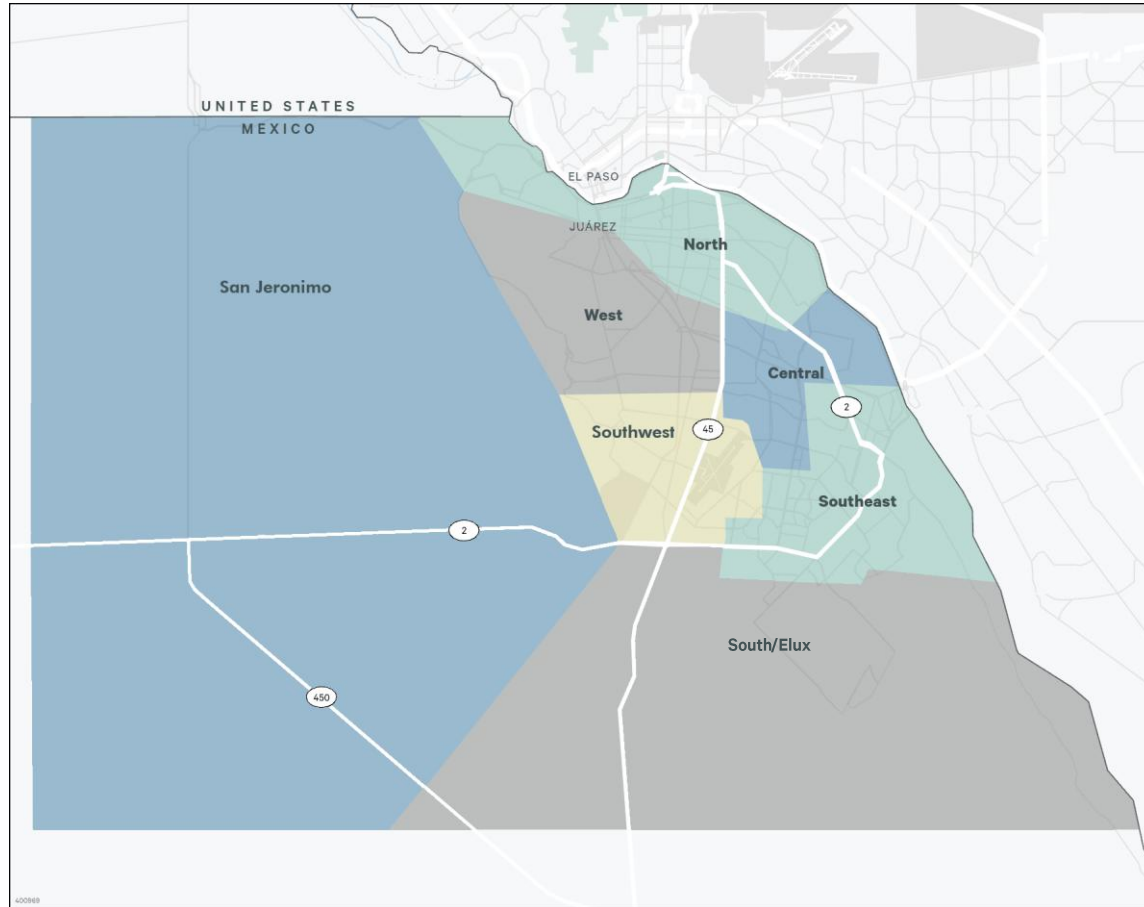 UNITED STATES
MEXICO
EL PASO
JUÁREZ
North
San Jeronimo
West
Central
2
45
Southwest
Southeast
2
South/Elux
450
400969